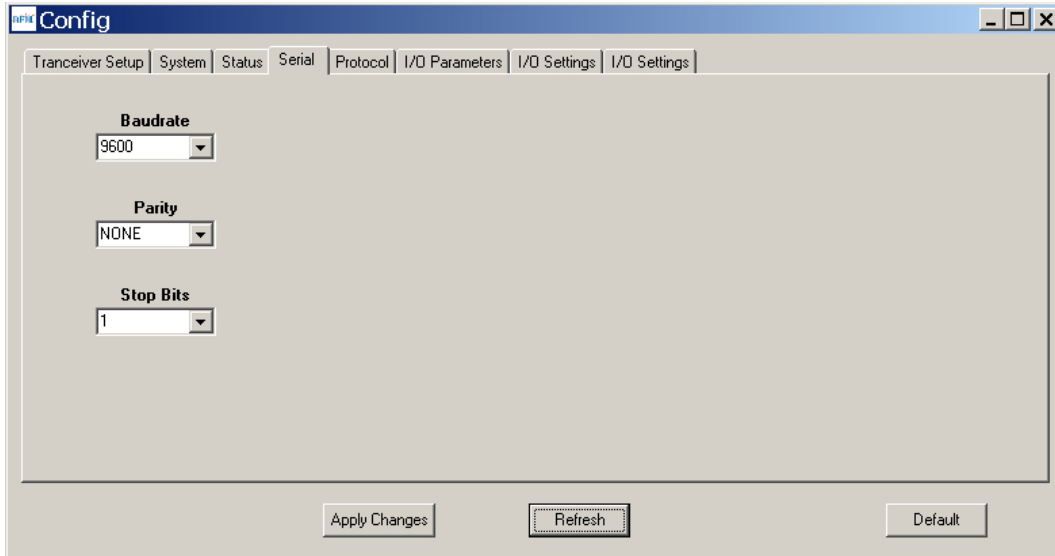 Config
Tranceiver Setup System Status Serial Protocol I/O Parameters I/O Settings I/O Settings
Baudrate
9600
Parity
NONE
Stop Bits
1
Apply Changes Refresh Default